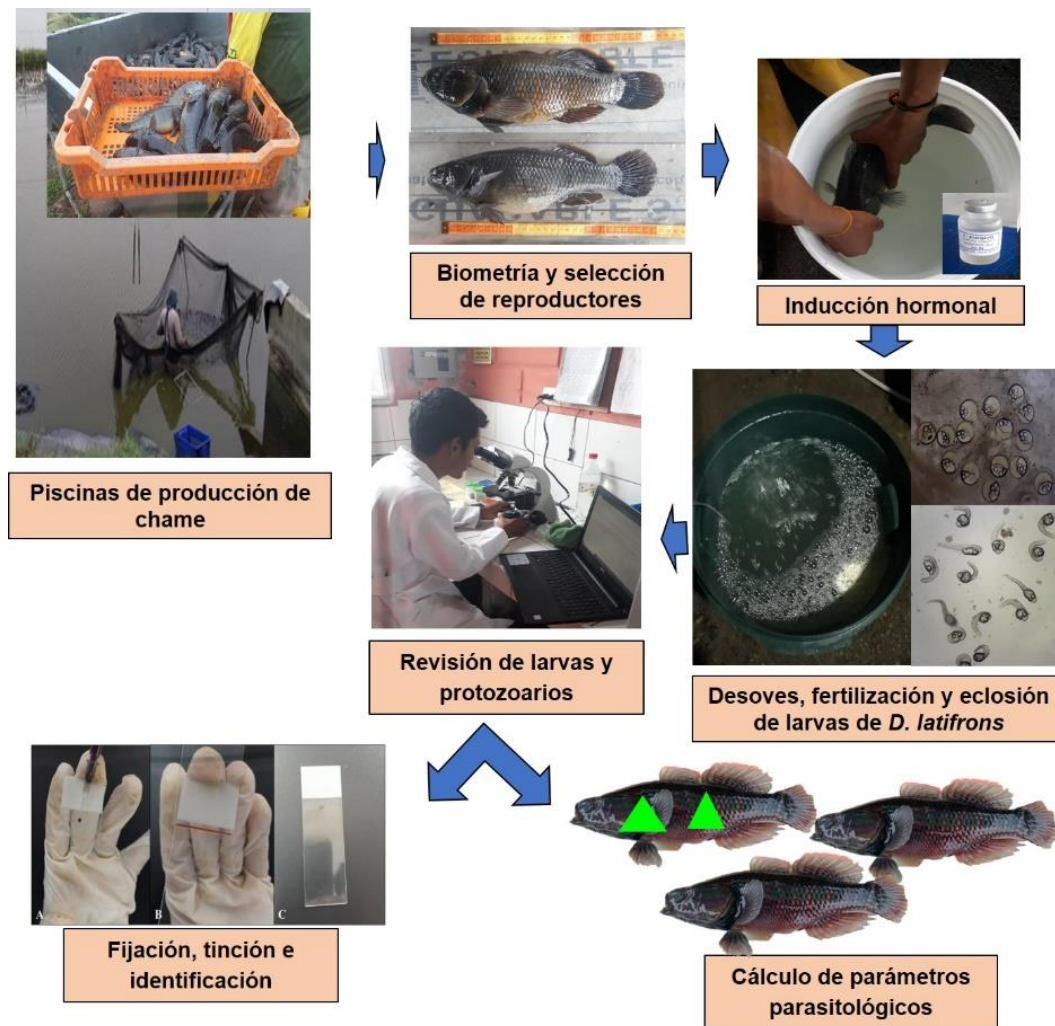 Piscinas de producción de
chame
Biometría y selección
de reproductores
Inducción hormonal
Desoves, fertilización y eclosión
de larvas de D. latifrons
Revisión de larvas y
protozoarios
A
B
C
Fijación, tinción e
identificación
Cálculo de parámetros
parasitológicos